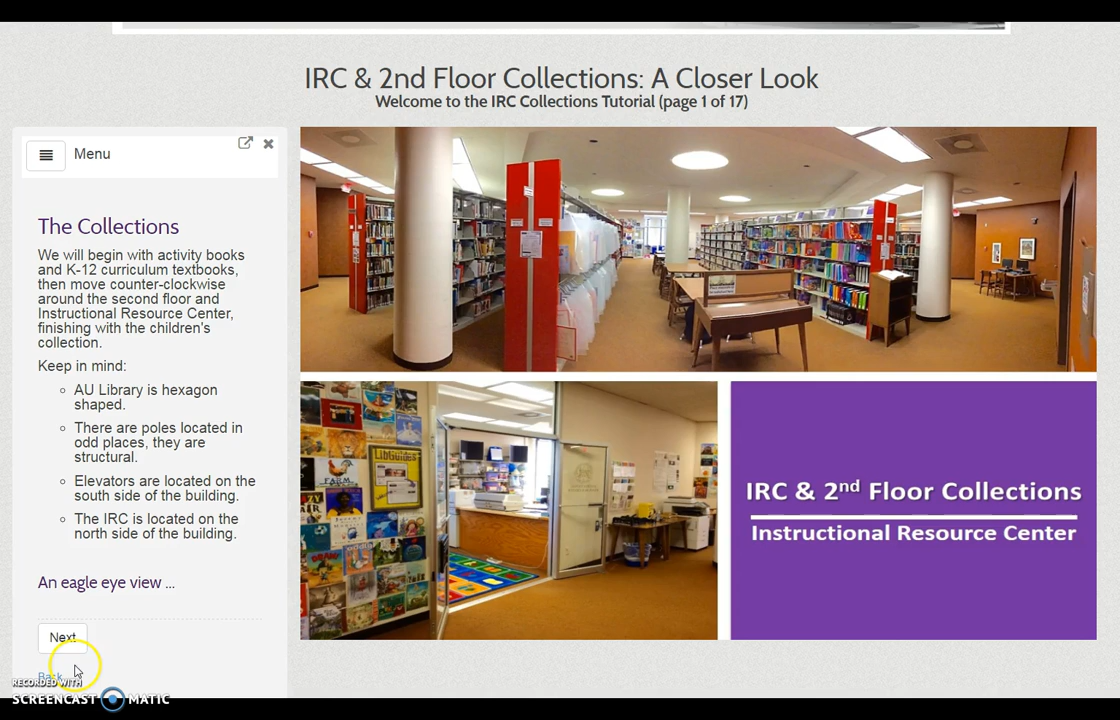 IRC & 2nd Floor Collections: A Closer Look
Welcome to the IRC Collections Tutorial (page 1 of 17)
Menu
The Collections
We will begin with activity books
and K-12 curriculum textbooks,
then move counter-clockwise
around the second floor and
Instructional Resource Center,
finishing with the children's
collection.
Keep in mind:
AU Library is hexagon
shaped.
There are poles located in
odd places, they are
structural.
Elevators are located on the
south side of the building.
The IRC is located on the
north side of the building.
An eagle eye view ...
Next
Back
LibGuides
FARM
IRC & 2nd Floor Collections
Instructional Resource Center
RECORDED WITH
SCREENCAST MATIC